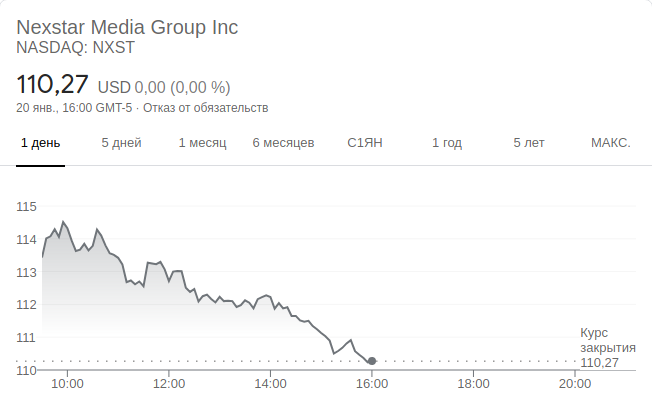 Nexstar Media Group Inc
NASDAQ: NXST
110,27 USD 0,00 (0,00 %)
20 янв., 16:00 GMT-5 · Отказ от обязательств
1 день 5 дней 1 месяц 6 месяцев С1ЯН 1 год 5 лет МАКС.
115
114
113
112
111
110
Курс
закрытия
110,27
10:00 12:00 14:00 16:00 18:00 20:00